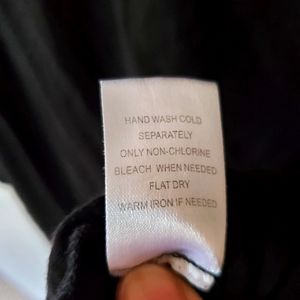 HAND WASH COLD
SEPARATELY
ONLY NON-CHLORINE
BLEACH WHEN NEEDED
FLAT DRY
WARM IRON IF NEEDED